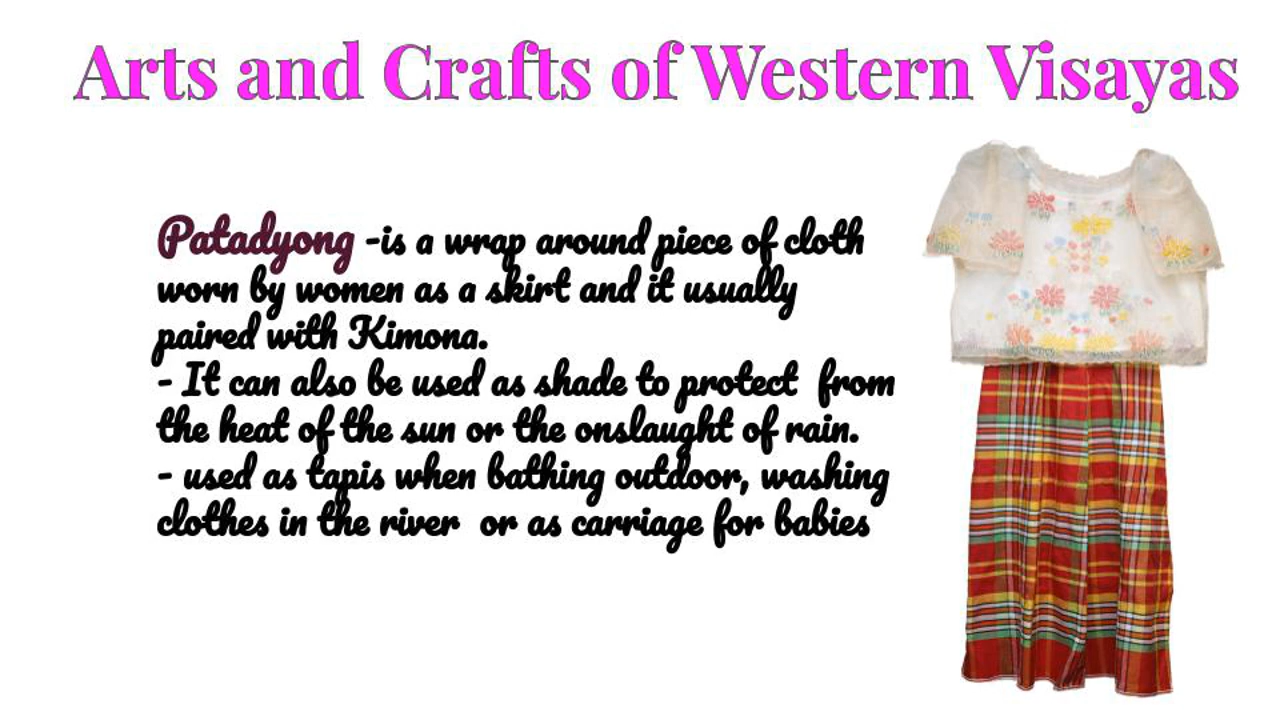 Arts and Crafts of Western Visayas
Patadyong -is a wrap around piece of cloth
worn by women as a skirt and it usually
paired with Kimona.
- It can also be used as shade to protect  from
the heat of the sun or the onslaught of rain.
- used as tapis when bathing outdoor, washing
clothes in the river  or as carriage for babies